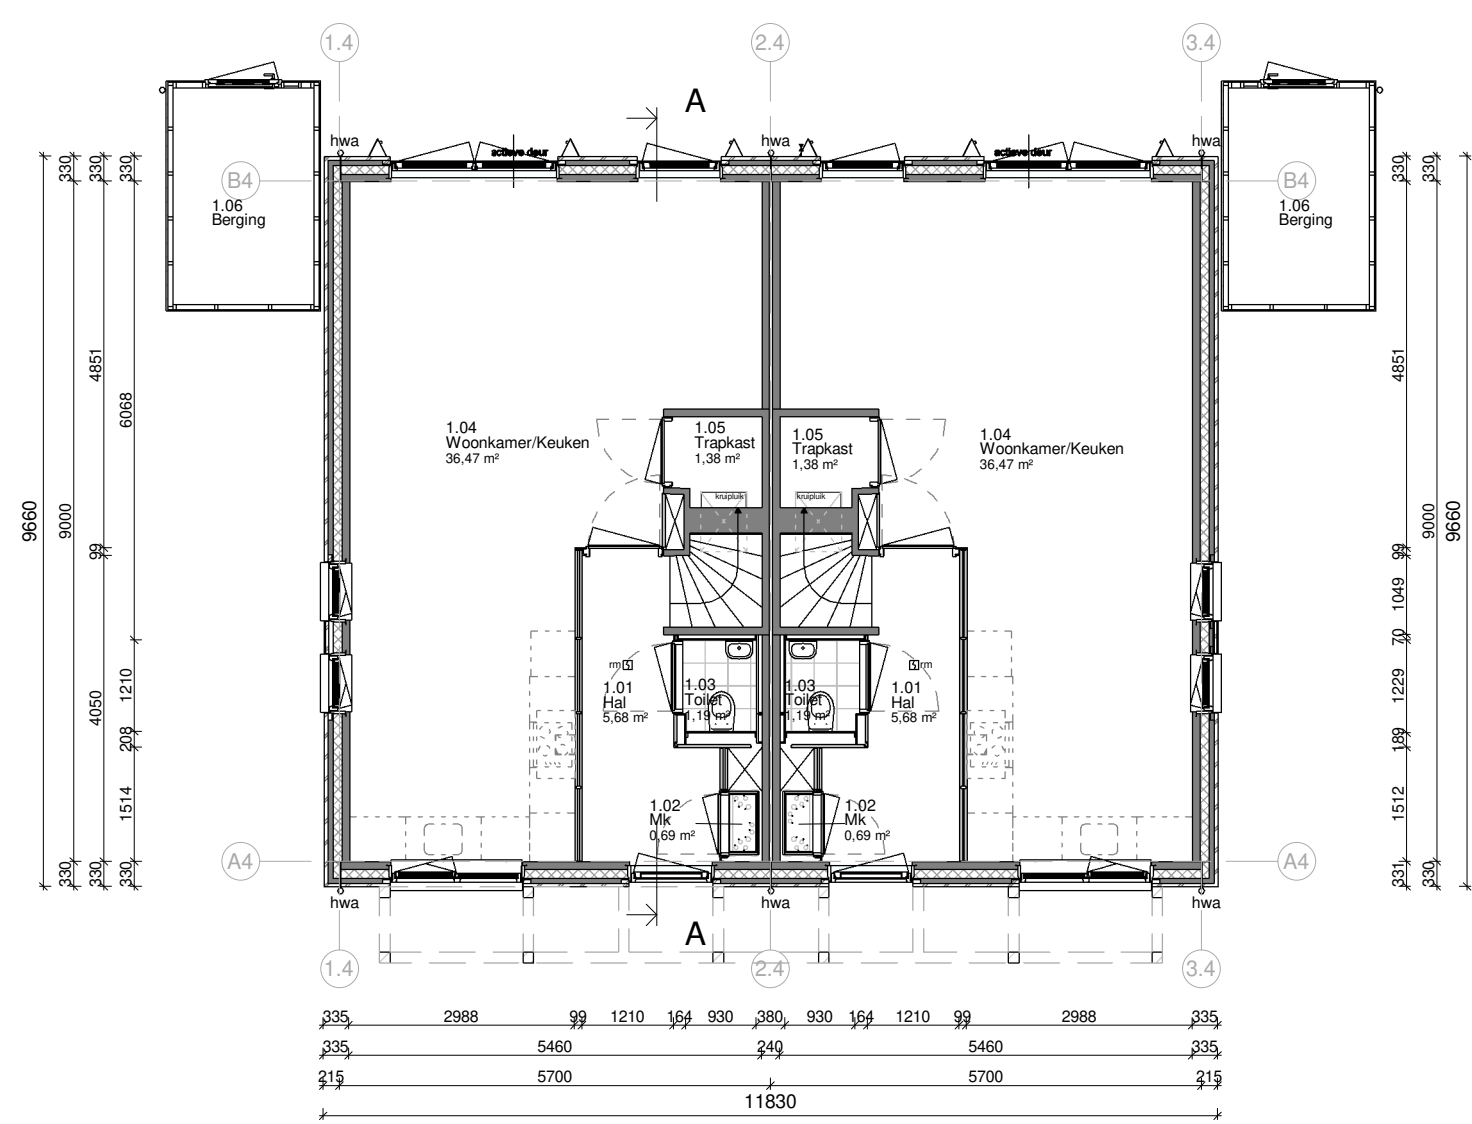 1.4
2.4
3.4
A
hwa
hwa
hwa
actieve deur
actieve deur
B4
B4
1.06
Berging
1.06
Berging
330
330
330
330
330
4851
6068
4851
1.04
Woonkamer/Keuken
36,47 m²
1.05
Trapkast
1,38 m²
1.05
Trapkast
1,38 m²
1.04
Woonkamer/Keuken
36,47 m²
kruipluik
kruipluik
9660
9000
99
99
9000
9660
1049
70
rm
rm
1.01
Hal
5,68 m²
1.03
Toilet
1,19 m²
1.03
Toilet
1,19 m²
1.01
Hal
5,68 m²
4050
1210
208
1514
1229
189
1512
1.02
Mk
0,69 m²
1.02
Mk
0,69 m²
A4
A4
330
330
330
331
330
hwa
hwa
hwa
A
1.4
2.4
3.4
335 2988 99 1210 164 930 380 930 164 1210 99 2988 335
335 5460 240 5460 335
215 5700 5700 215
11830